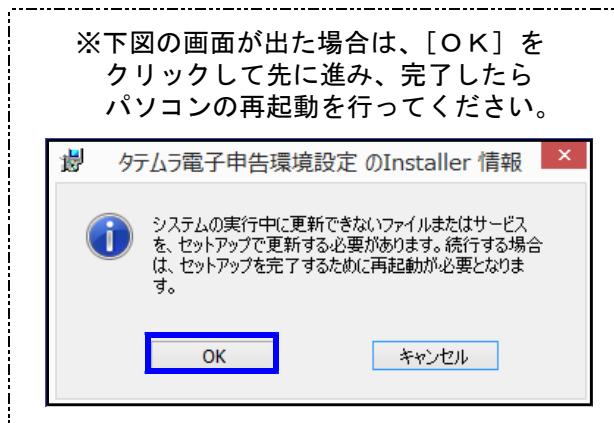 ※下図の画面が出た場合は、［ＯＫ］を
クリックして先に進み、完了したら
パソコンの再起動を行ってください。
タテムラ電子申告環境設定 のInstaller 情報
システムの実行中に更新できないファイルまたはサービス
を、セットアップで更新する必要があります。続行する場合
は、セットアップを完了するために再起動が必要となりま
す。
OK
キャンセル